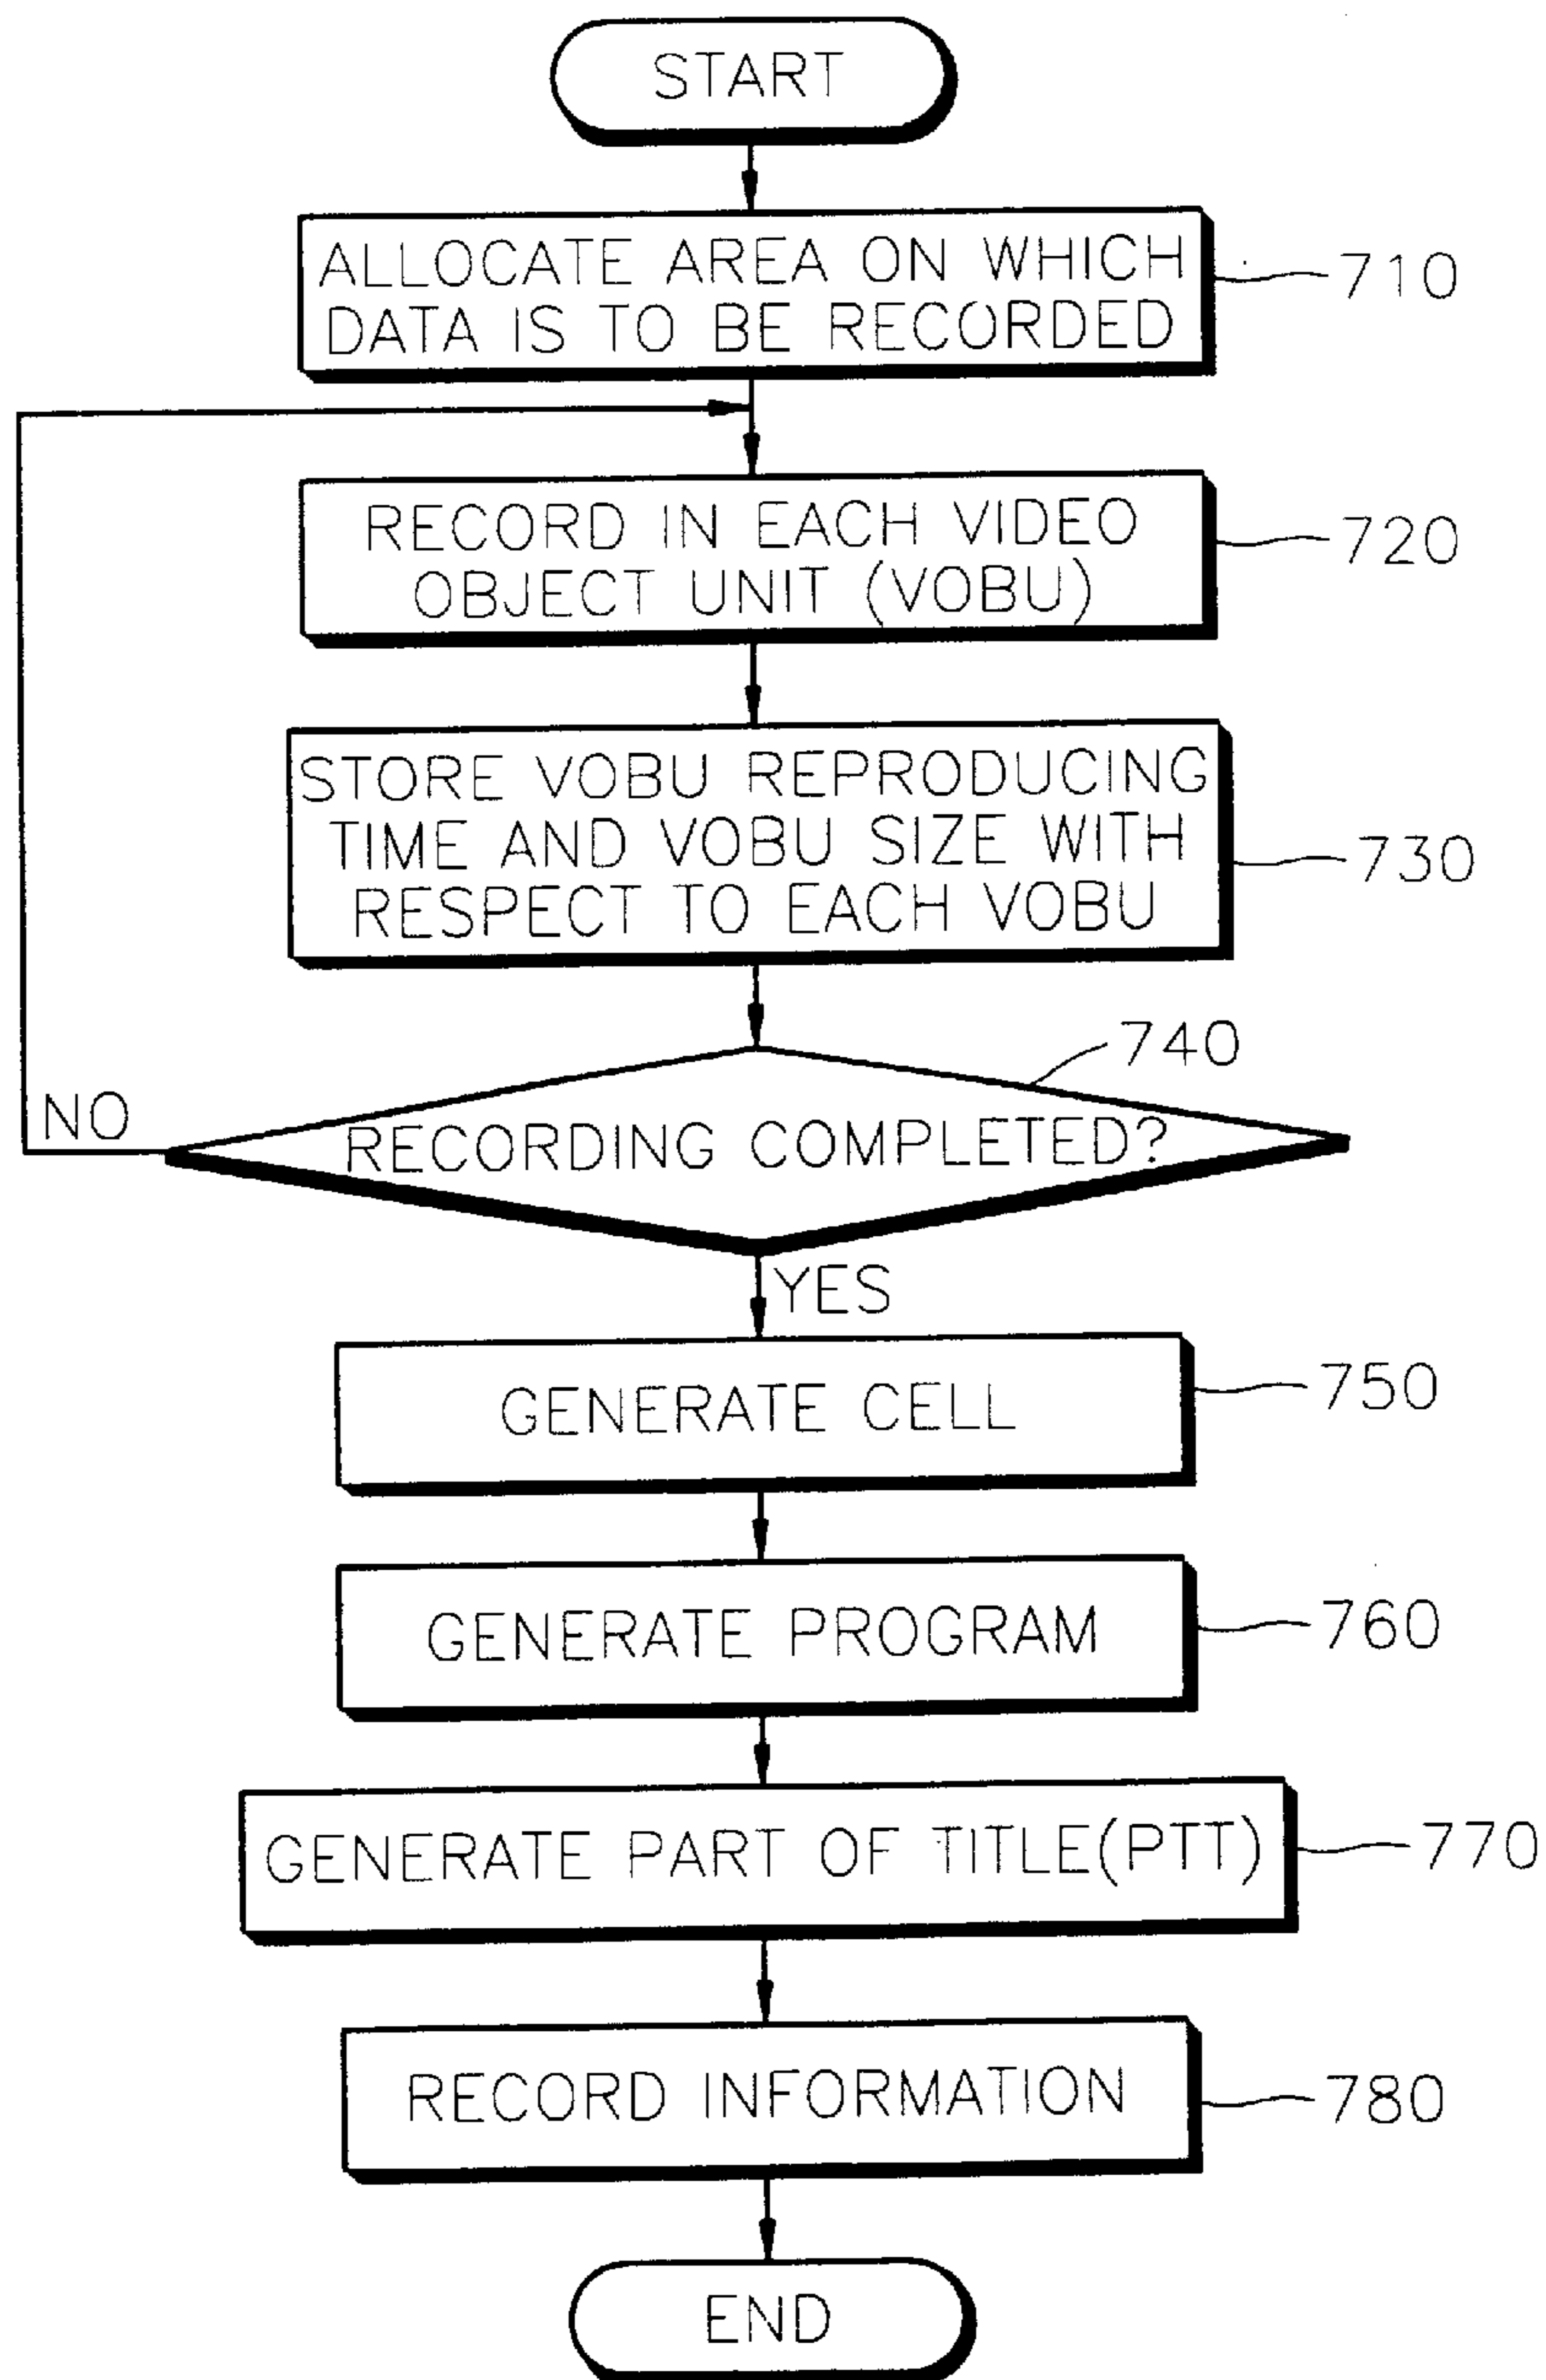 START
ALLOCATE AREA ON WHICH
DATA IS TO BE RECORDED
710
RECORD IN EACH VIDEO
OBJECT UNIT (VOBU)
720
STORE VOBU REPRODUCING
TIME AND VOBU SIZE WITH
RESPECT TO EACH VOBU
730
740
NO
RECORDING COMPLETED?
YES
GENERATE CELL
750
GENERATE PROGRAM
760
GENERATE PART OF TITLE(PTT)
770
RECORD INFORMATION
780
END